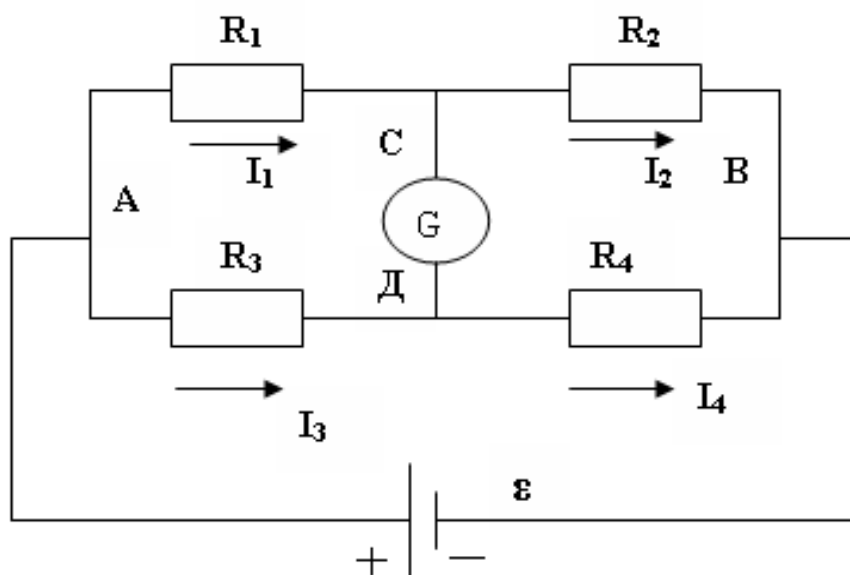 R₁ R₂
С
I₁ I₂ В
А
G
R₃ R₄
Д
I₃ I₄
ε
+ −